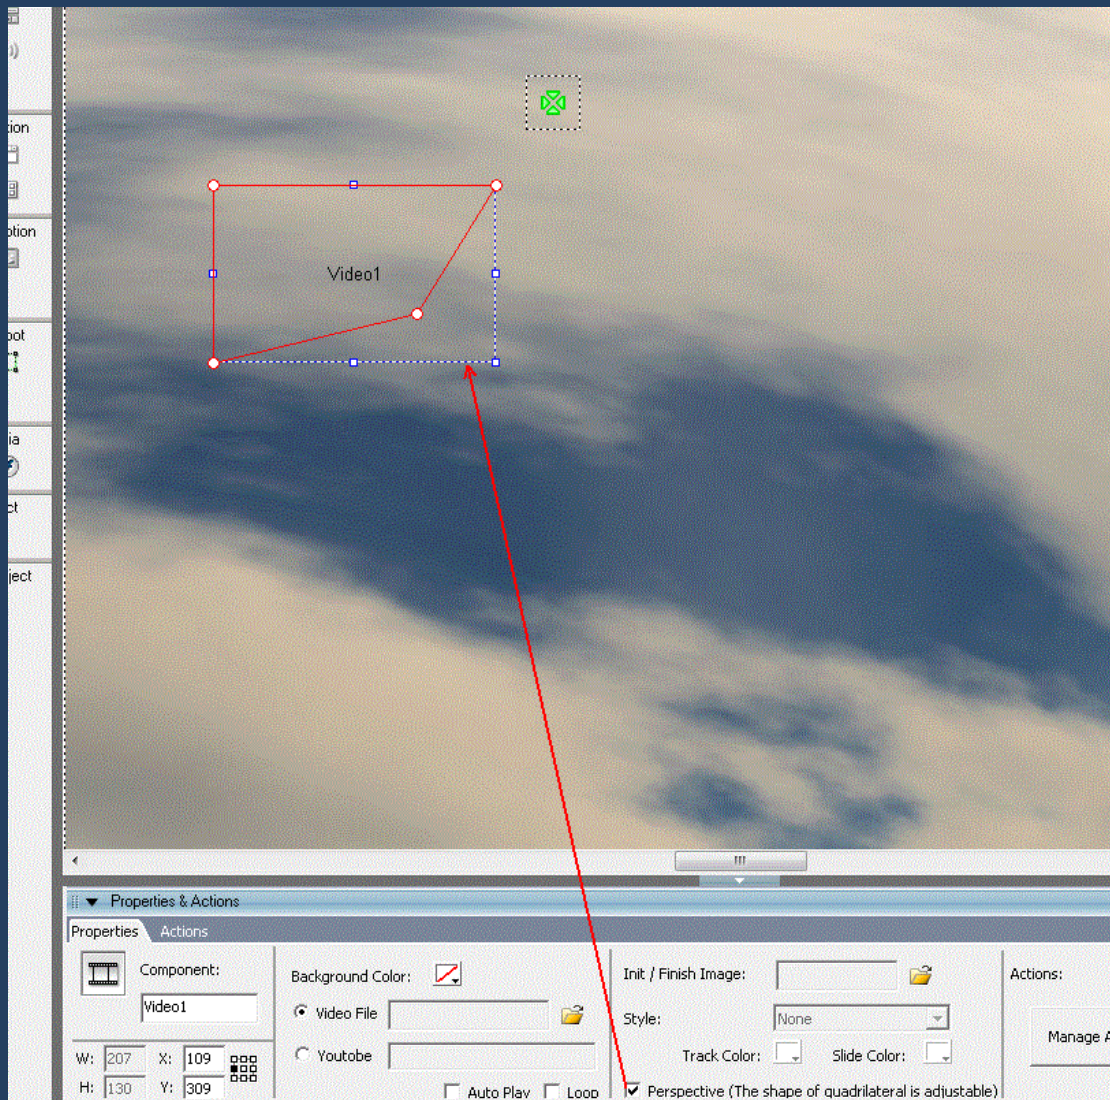 tion
otion
oot
ia
ct
ject
Video1
Properties & Actions
Properties
Actions
Component:
Video1
W: 207 X: 109
H: 130 Y: 309
Background Color:
Video File
Youtobe
Auto Play Loop
Init / Finish Image:
Style: None
Track Color: Slide Color:
Perspective (The shape of quadrilateral is adjustable)
Actions:
Manage A